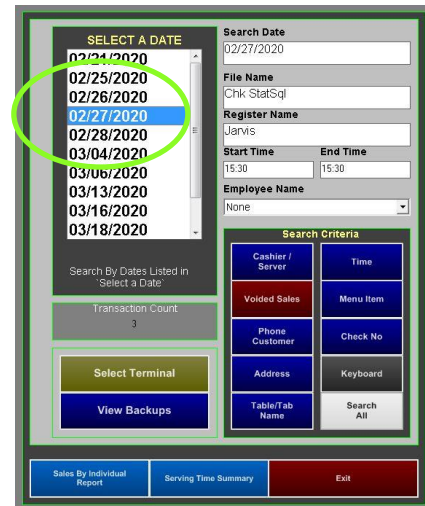 SELECT A DATE
02/21/2020
02/25/2020
02/26/2020
02/27/2020
02/28/2020
03/04/2020
03/06/2020
03/13/2020
03/16/2020
03/18/2020
Search By Dates Listed in
`Select a Date`
Transaction Count
3
Select Terminal
View Backups
Search Date
02/27/2020
File Name
Chk StatSql
Register Name
Jarvis
Start Time End Time
15:30 15:30
Employee Name
None
Search Criteria
Cashier / Server
Time
Voided Sales
Menu Item
Phone Customer
Check No
Address
Keyboard
Table/Tab Name
Search All
Sales By Individual Report
Serving Time Summary
Exit